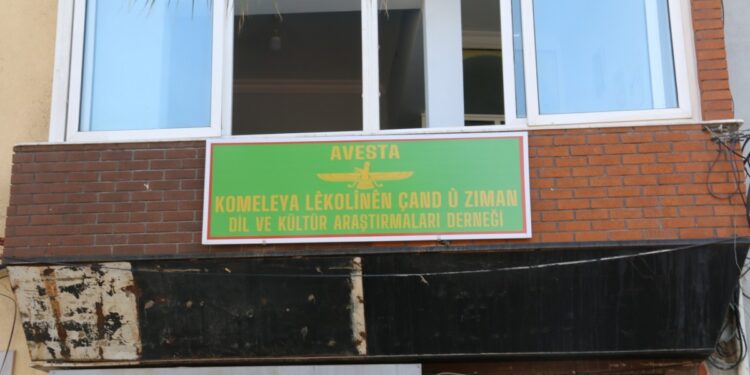 AVESTA
KOMELEYA LÊKOLÎNÊN ÇAND Û ZIMAN
DİL VE KÜLTÜR ARAŞTIRMALARI DERNEĞİ